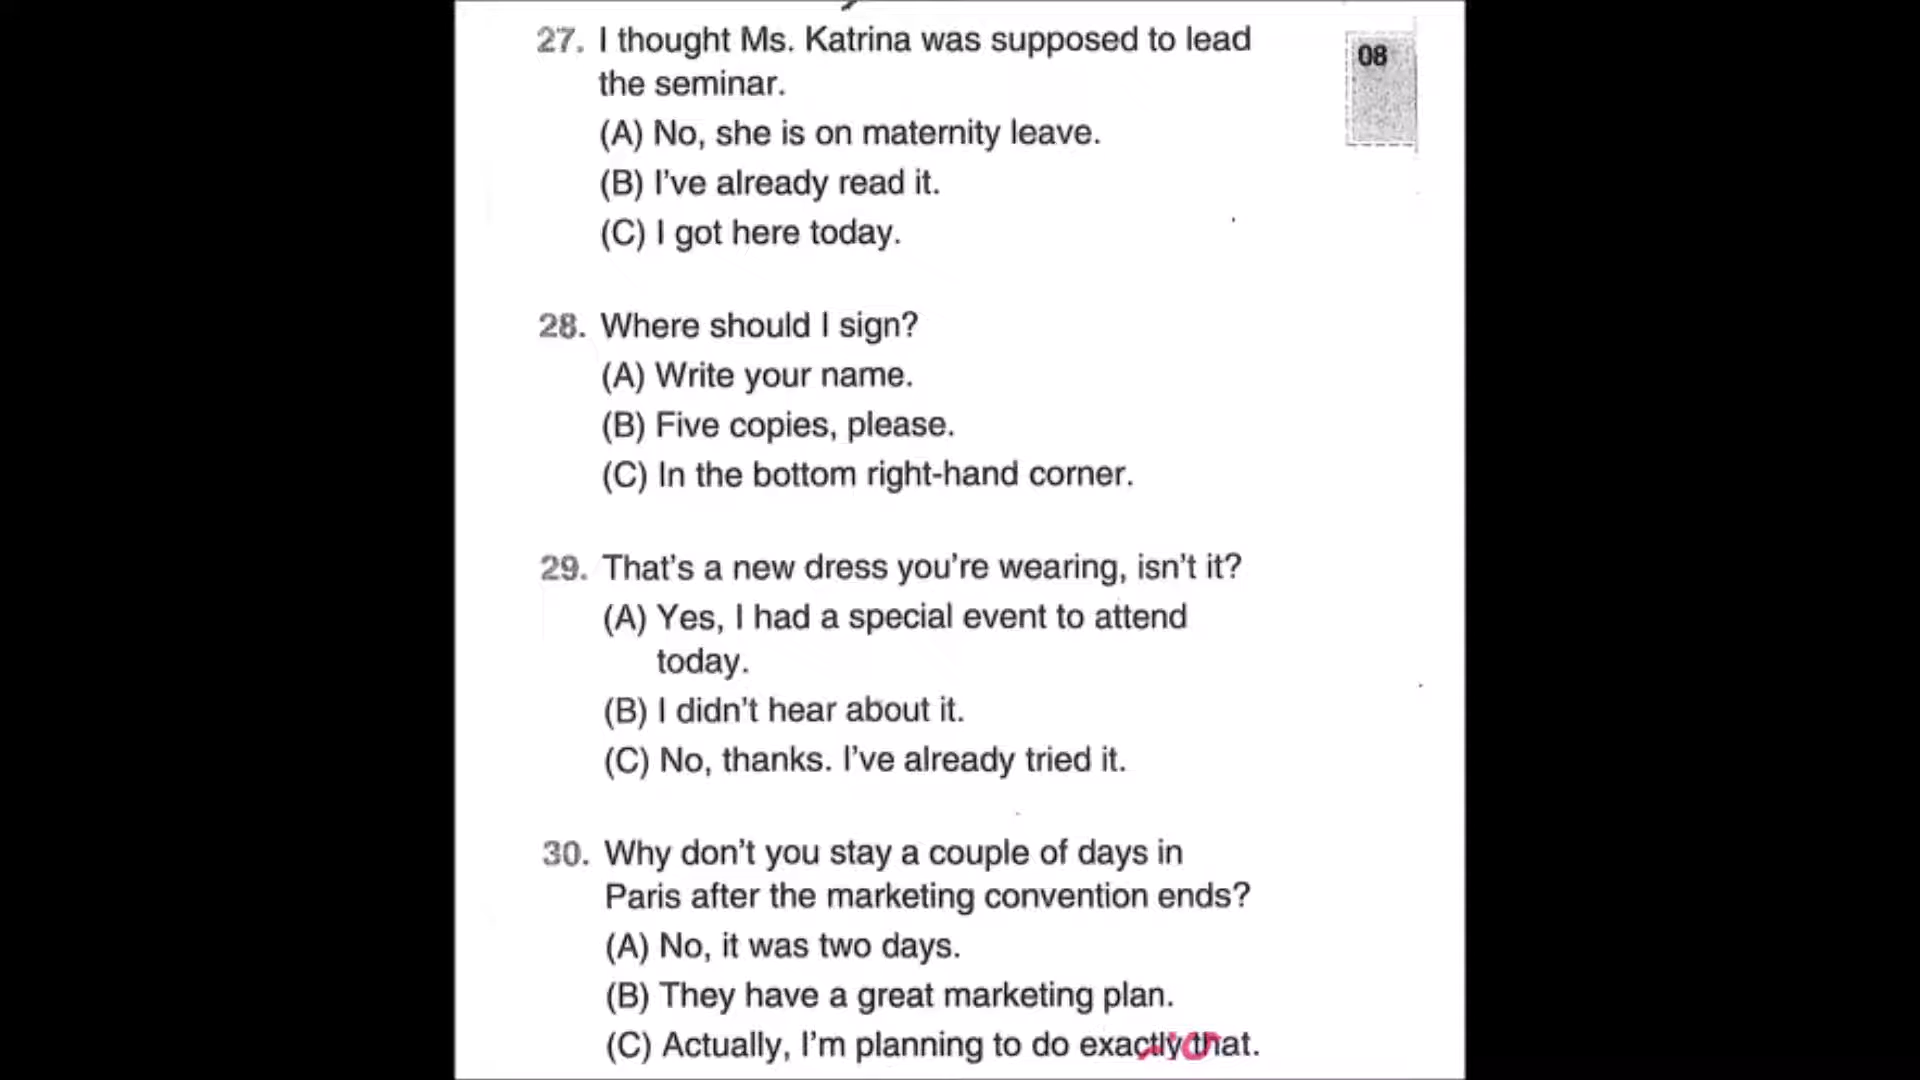 27. I thought Ms. Katrina was supposed to lead
the seminar.
(A) No, she is on maternity leave.
(B) I've already read it.
(C) I got here today.
08
28. Where should I sign?
(A) Write your name.
(B) Five copies, please.
(C) In the bottom right-hand corner.
29. That's a new dress you're wearing, isn't it?
(A) Yes, I had a special event to attend
today.
(B) I didn't hear about it.
(C) No, thanks. I've already tried it.
30. Why don't you stay a couple of days in
Paris after the marketing convention ends?
(A) No, it was two days.
(B) They have a great marketing plan.
(C) Actually, I'm planning to do exactly that.